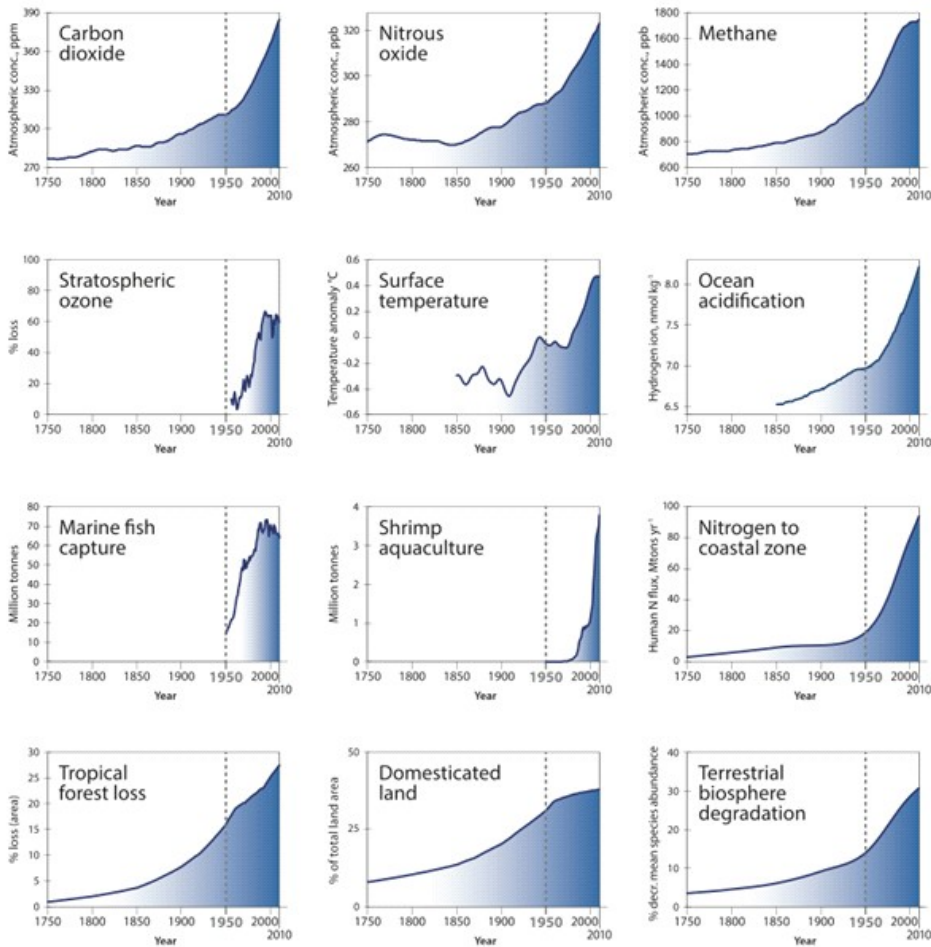 Carbon
dioxide
Atmospheric conc., ppm
390
360
330
300
270
1750 1800 1850 1900 1950 2000
2010
Year
Nitrous
oxide
Atmospheric conc., ppb
320
300
280
260
1750 1800 1850 1900 1950 2000
2010
Year
Methane
Atmospheric conc., ppb
1800
1600
1400
1200
1000
800
600
1750 1800 1850 1900 1950 2000
2010
Year
Stratospheric
ozone
% loss
100
80
60
40
20
0
1750 1800 1850 1900 1950 2000
2010
Year
Surface
temperature
Temperature anomaly °C
0.6
0.4
0.2
0
-0.2
-0.4
-0.6
1750 1800 1850 1900 1950 2000
2010
Year
Ocean
acidification
Hydrogen ion, nmol kg⁻¹
8.0
7.5
7.0
6.5
1750 1800 1850 1900 1950 2000
2010
Year
Marine fish
capture
Million tonnes
80
70
60
50
40
30
20
10
0
1750 1800 1850 1900 1950 2000
2010
Year
Shrimp
aquaculture
Million tonnes
4
3
2
1
0
1750 1800 1850 1900 1950 2000
2010
Year
Nitrogen to
coastal zone
Human N flux, Mtons yr⁻¹
100
80
60
40
20
0
1750 1800 1850 1900 1950 2000
2010
Year
Tropical
forest loss
% loss (area)
30
25
20
15
10
5
0
1750 1800 1850 1900 1950 2000
2010
Year
Domesticated
land
% of total land area
50
25
0
1750 1800 1850 1900 1950 2000
2010
Year
Terrestrial
biosphere
degradation
% decr. mean species abundance
40
30
20
10
0
1750 1800 1850 1900 1950 2000
2010
Year